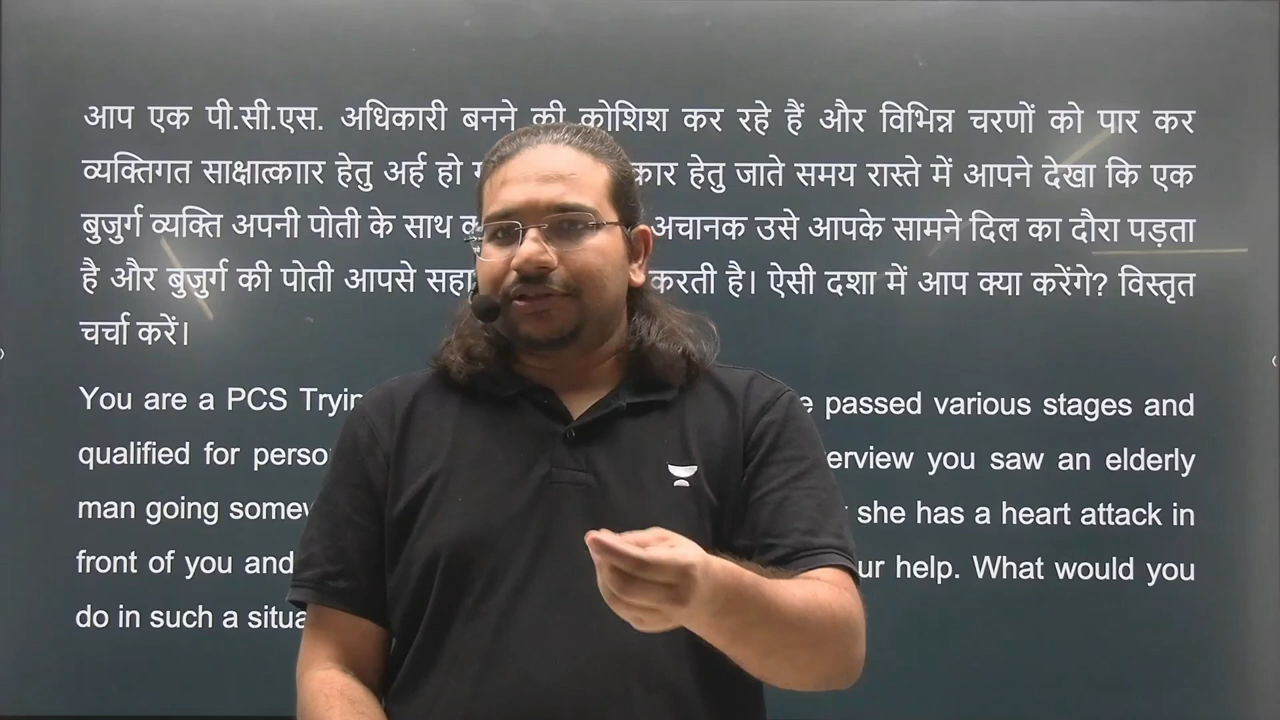 आप एक पी.सी.एस. अधिकारी बनने की कोशिश कर रहे हैं और विभिन्न चरणों को पार कर
व्यक्तिगत साक्षात्काार हेतु अर्ह हो हेतु जाते समय रास्ते में आपने देखा कि एक
बुजुर्ग व्यक्ति अपनी पोती के साथ अचानक उसे आपके सामने दिल का दौरा पड़ता
है और बुजुर्ग की पोती आपसे करती है। ऐसी दशा में आप क्या करेंगे? विस्तृत
चर्चा करें।
You are a PCS passed various stages and
qualified for you saw an elderly
man going she has a heart attack in
front of you and help. What would you
do in such a